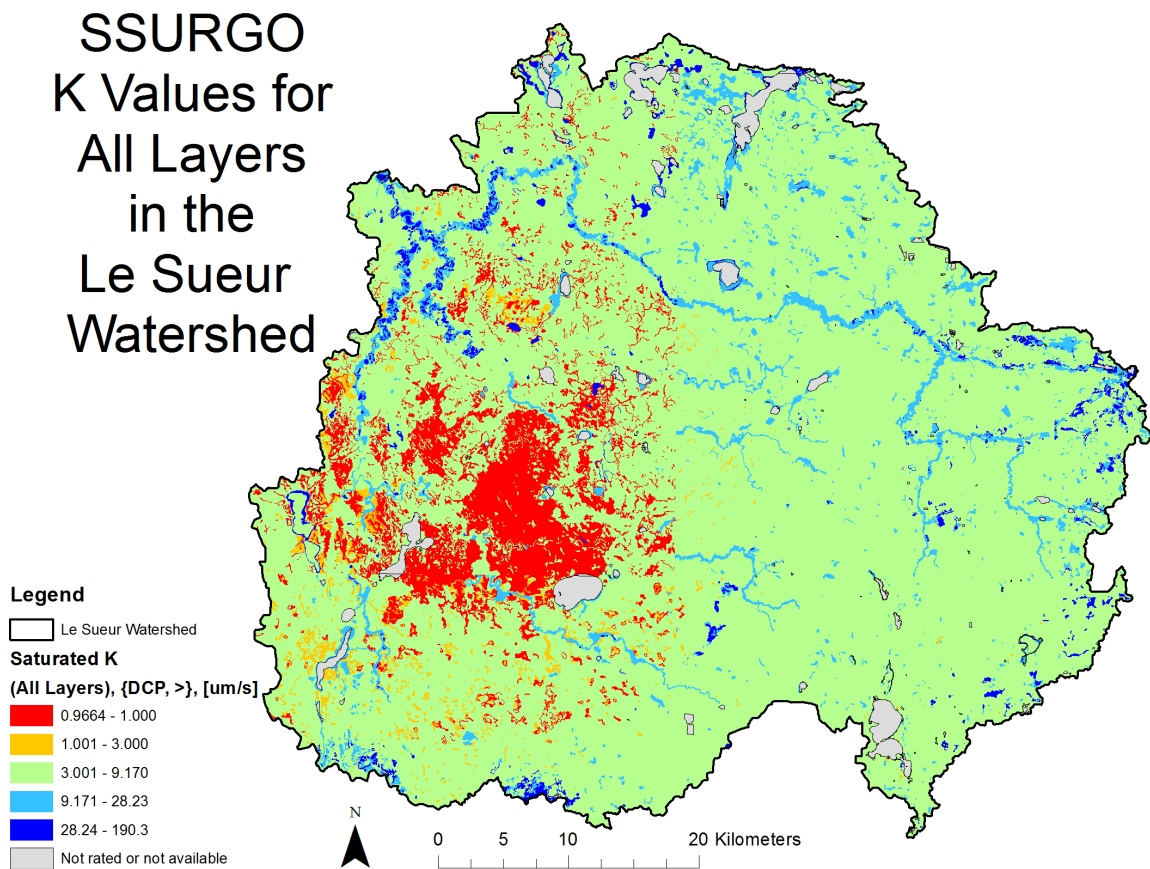 SSURGO
K Values for
All Layers
in the
Le Sueur
Watershed
Legend
Le Sueur Watershed
Saturated K
(All Layers), {DCP, >}, [um/s]
0.9664 - 1.000
1.001 - 3.000
3.001 - 9.170
9.171 - 28.23
28.24 - 190.3
Not rated or not available
N
0 5 10 20 Kilometers